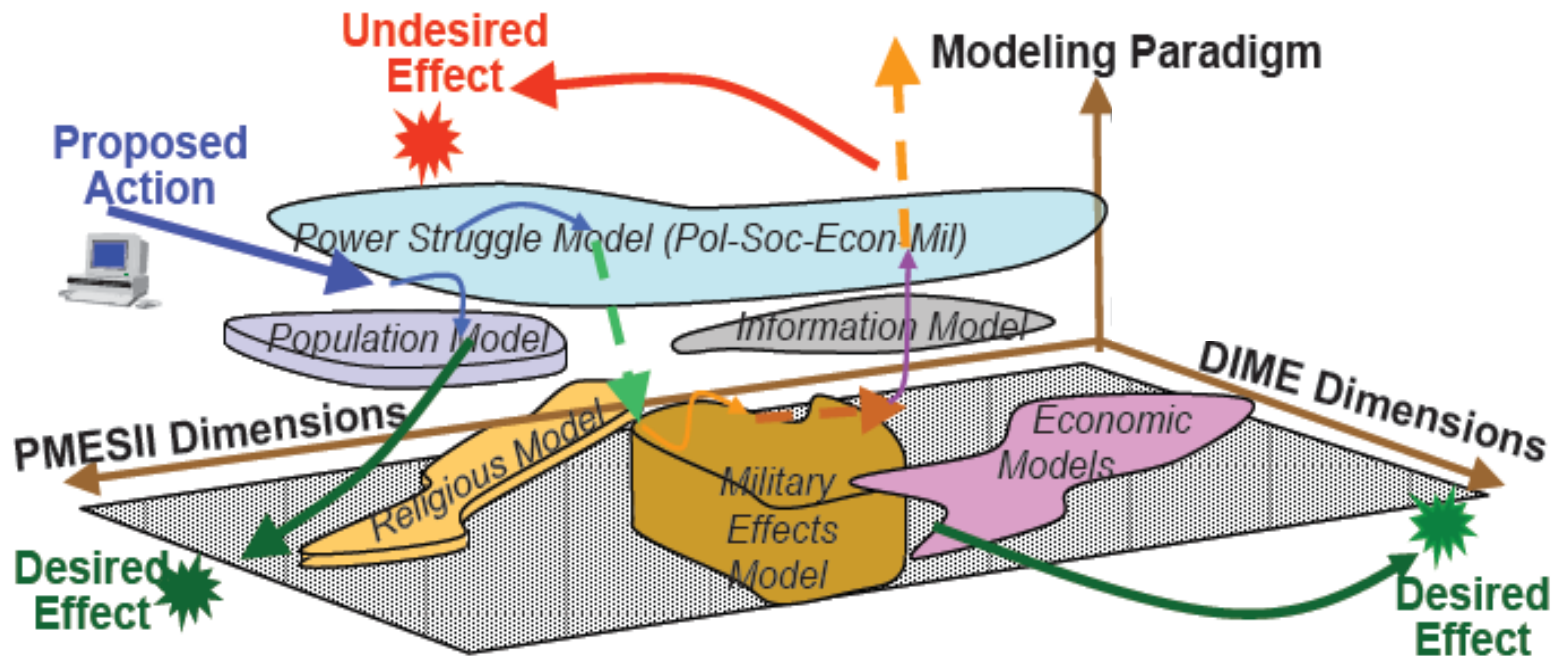 Undesired
Effect
Modeling Paradigm
Proposed
Action
Power Struggle Model (Pol-Soc-Econ-Mil)
Population Model
Information Model
DIME Dimensions
PMESII Dimensions
Religious Model
Economic
Models
Military
Effects
Model
Desired
Effect
Desired
Effect